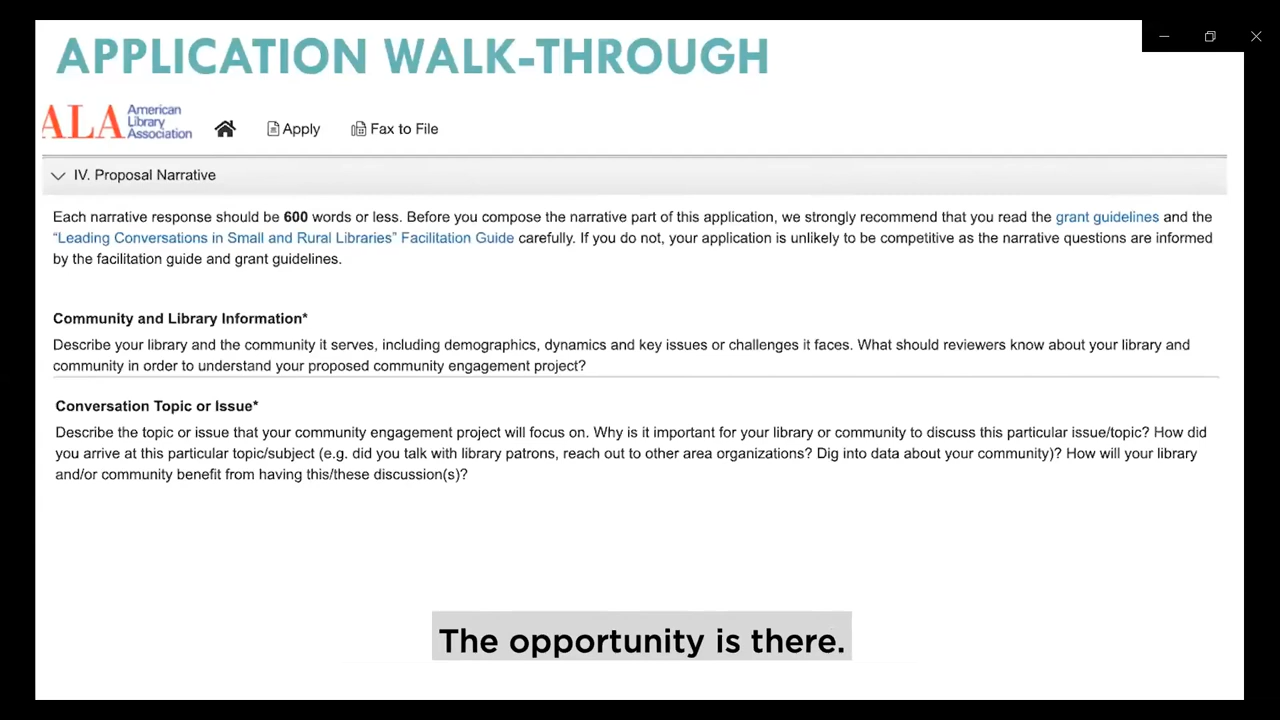 APPLICATION WALK-THROUGH
ALA American
Library
Association
Apply
Fax to File
IV. Proposal Narrative
Each narrative response should be 600 words or less. Before you compose the narrative part of this application, we strongly recommend that you read the grant guidelines and the
“Leading Conversations in Small and Rural Libraries” Facilitation Guide carefully. If you do not, your application is unlikely to be competitive as the narrative questions are informed
by the facilitation guide and grant guidelines.
Community and Library Information*
Describe your library and the community it serves, including demographics, dynamics and key issues or challenges it faces. What should reviewers know about your library and
community in order to understand your proposed community engagement project?
Conversation Topic or Issue*
Describe the topic or issue that your community engagement project will focus on. Why is it important for your library or community to discuss this particular issue/topic? How did
you arrive at this particular topic/subject (e.g. did you talk with library patrons, reach out to other area organizations? Dig into data about your community)? How will your library
and/or community benefit from having this/these discussion(s)?
The opportunity is there.